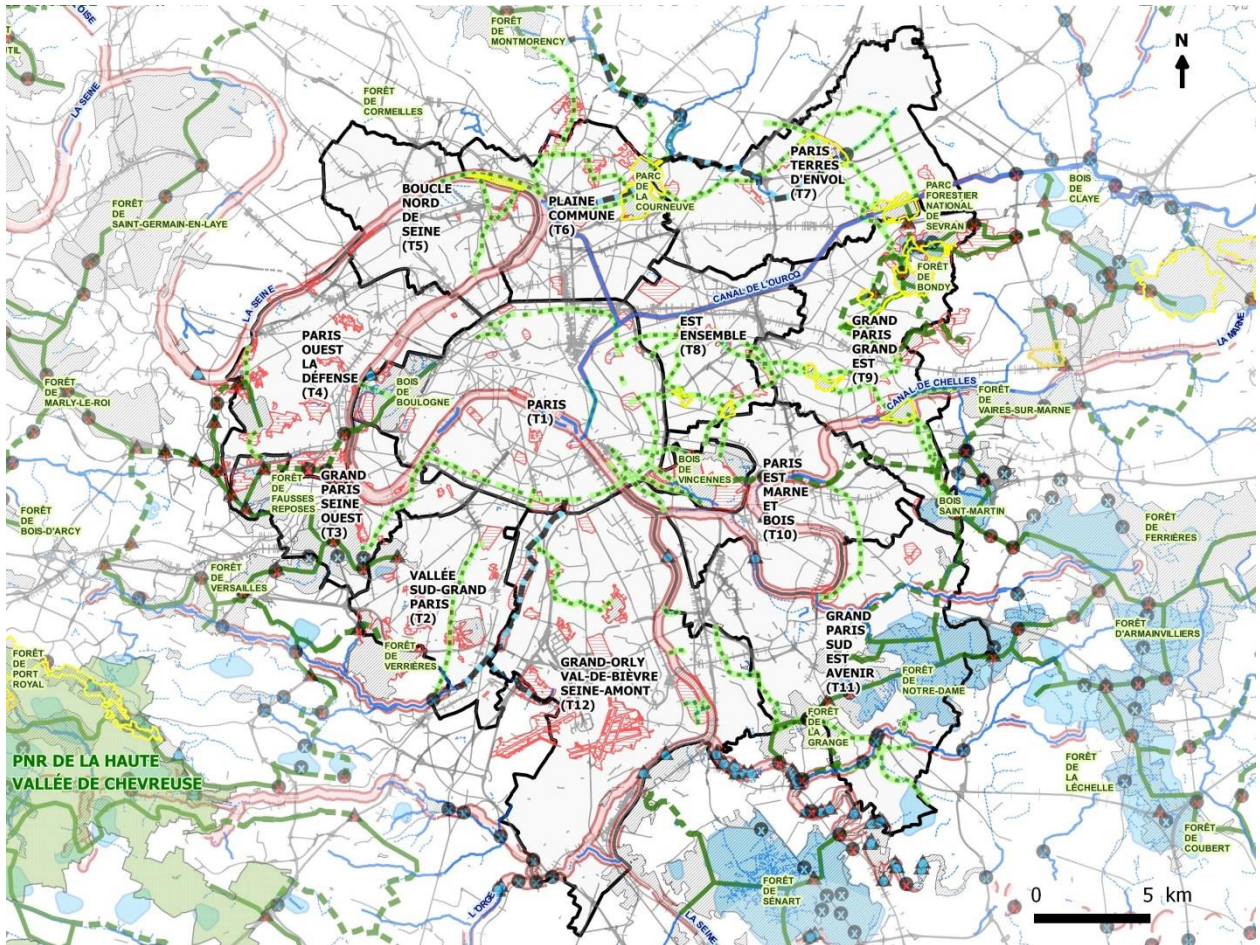 FORÊT
DE
MONTMORENCY
N
LA SEINE
FORÊT
DE
CORMEILLES
PARIS
TERRES
D'ENVOL
(T7)
BOIS
DE
CLAYE
PARC
DE
LA
COURNEUVE
BOUCLE
NORD
DE
SEINE
(T5)
PLAINE
COMMUNE
(T6)
PARC
FORESTIER
NATIONAL
DE
SEVRAN
FORÊT
DE
SAINT-GERMAIN-EN-LAYE
FORÊT
DE
BONDY
CANAL DE L'OURCQ
LA SEINE
EST
ENSEMBLE
(T8)
GRAND
PARIS
GRAND
EST
(T9)
LA MARNE
PARIS
OUEST
LA
DÉFENSE
(T4)
FORÊT
DE
MARLY-LE-ROI
BOIS
DE
BOULOGNE
CANAL DE CHELLES
FORÊT
DE
VAIRES-SUR-MARNE
PARIS
(T1)
BOIS
DE
VINCENNES
PARIS
EST
MARNE
ET
BOIS
(T10)
GRAND
PARIS
SEINE
OUEST
(T3)
FORÊT
DE
FAUSSES
REPOSES
BOIS
SAINT-MARTIN
FORÊT
DE
BOIS-D'ARCY
FORÊT
DE
FERRIÈRES
FORÊT
DE
VERSAILLES
VALLÉE
SUD-GRAND
PARIS
(T2)
GRAND
PARIS
SUD
EST
AVENIR
(T11)
FORÊT
D'ARMAINVILLIERS
FORÊT
DE
VERRIÈRES
FORÊT
DE
PORT
ROYAL
GRAND-ORLY
VAL-DE-BIÈVRE
SEINE-AMONT
(T12)
FORÊT
DE
NOTRE-DAME
FORÊT
DE
LA
GRANGE
PNR DE LA HAUTE
VALLÉE DE CHEVREUSE
FORÊT
DE
LA
LÉCHELLE
FORÊT
DE
COUBERT
FORÊT
DE
SÉNART
L'ORGE
LA SEINE
0 5 km